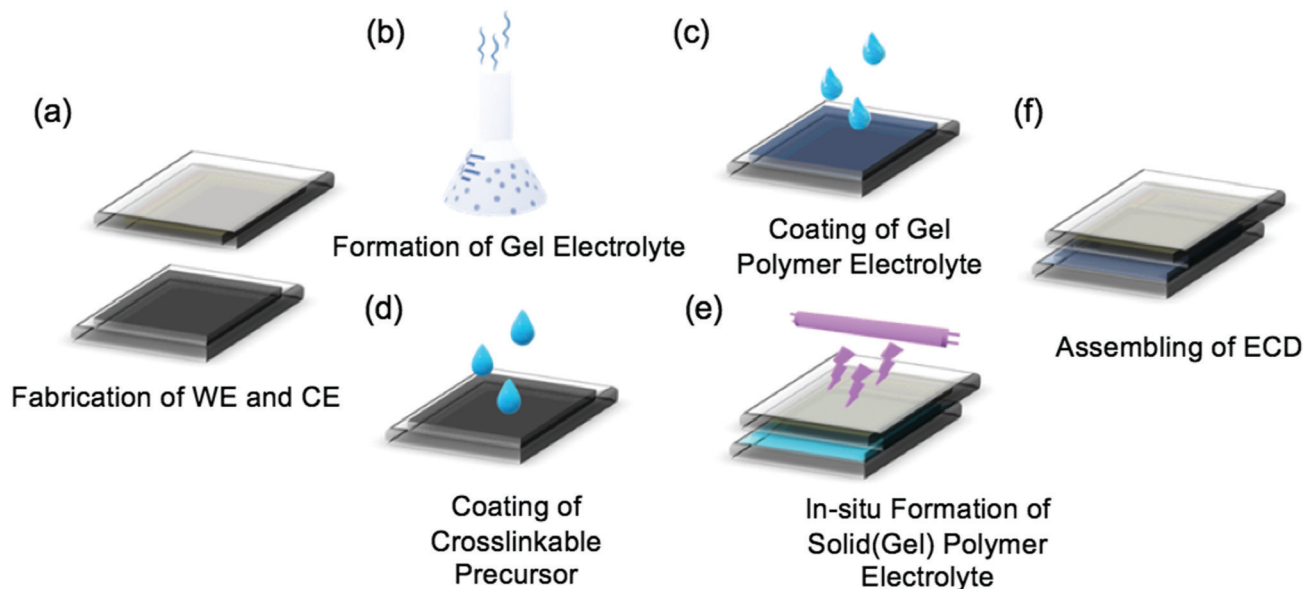 (a)
Fabrication of WE and CE
(b)
Formation of Gel Electrolyte
(c)
Coating of Gel
Polymer Electrolyte
(d)
Coating of
Crosslinkable
Precursor
(e)
In-situ Formation of
Solid(Gel) Polymer
Electrolyte
(f)
Assembling of ECD